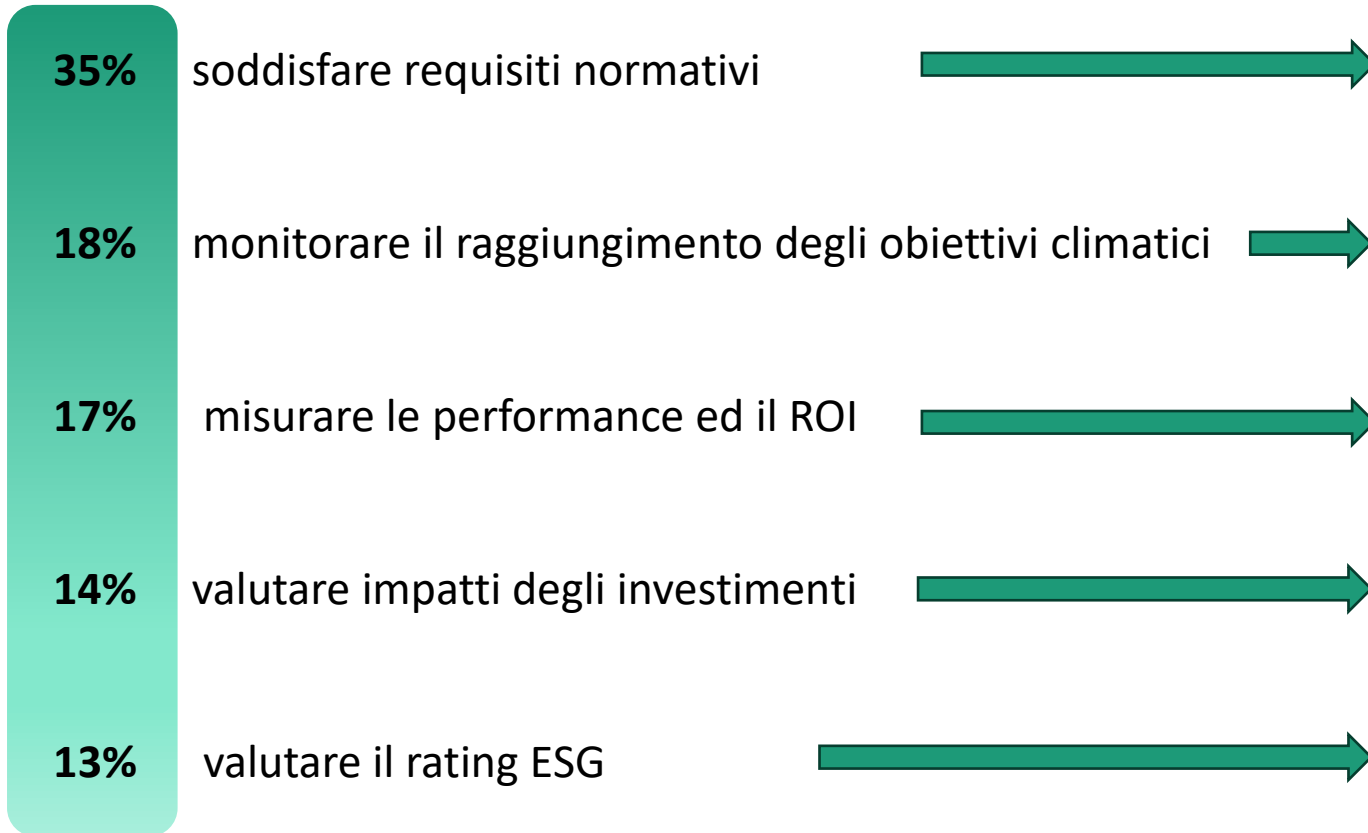 35% soddisfare requisiti normativi
18% monitorare il raggiungimento degli obiettivi climatici
17% misurare le performance ed il ROI
14% valutare impatti degli investimenti
13% valutare il rating ESG